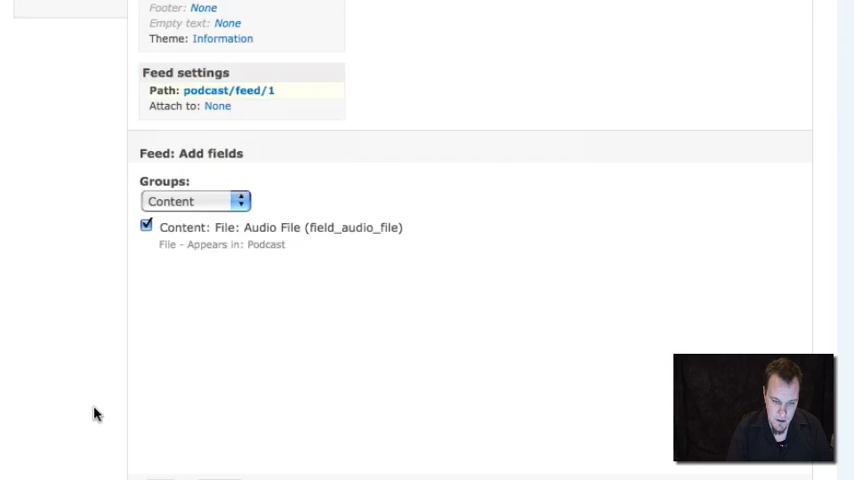 Footer: None
Empty text: None
Theme: Information
Feed settings
Path: podcast/feed/1
Attach to: None
Feed: Add fields
Groups:
Content
Content: File: Audio File (field_audio_file)
File - Appears in: Podcast